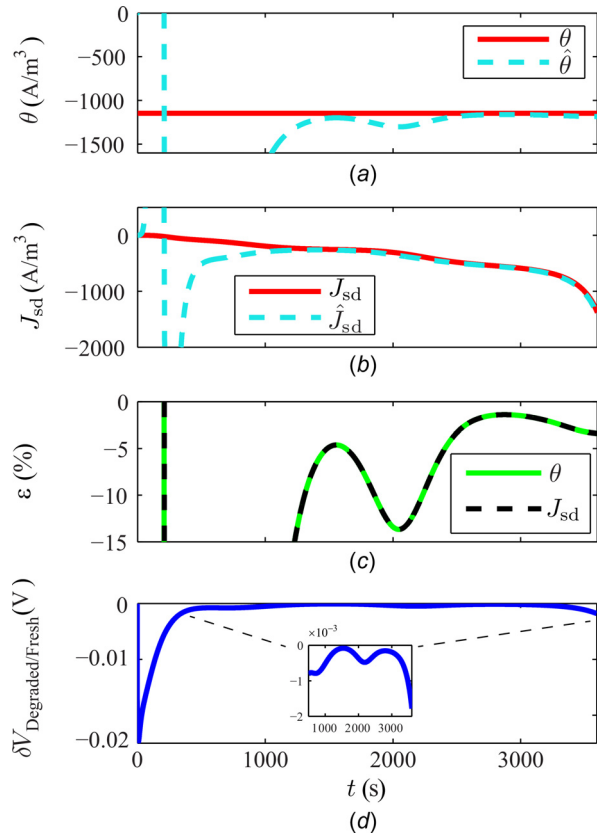 θ (A/m³)
0
−500
−1000
−1500
θ
θ̂
(a)
J_sd (A/m³)
0
−1000
−2000
J_sd
Ĵ_sd
(b)
ε (%)
0
−5
−10
−15
θ
J_sd
(c)
δV_Degraded/Fresh(V)
0
−0.01
−0.02
×10⁻³
0
−1
−2
1000 2000 3000
0 1000 2000 3000
t (s)
(d)